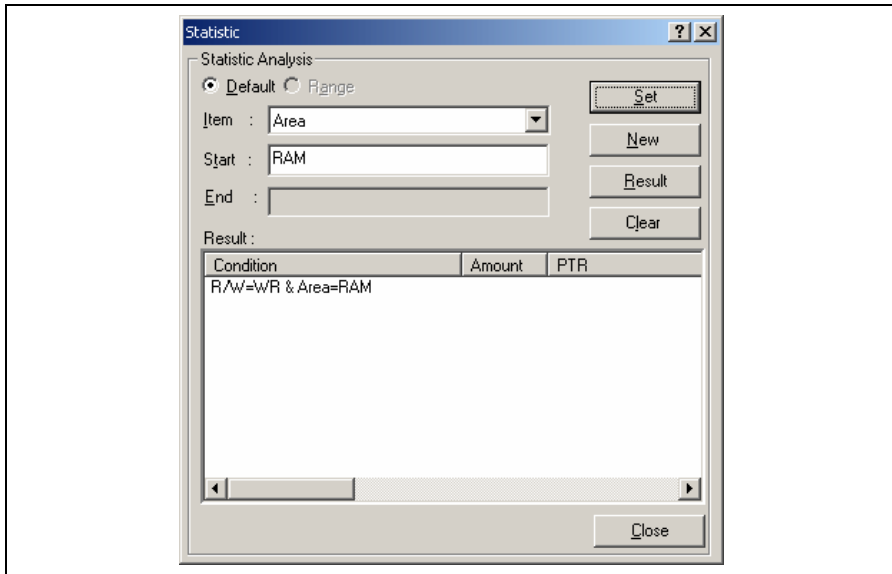 Statistic
Statistic Analysis
Default Range
Item : Area
Start : RAM
End :
Set
New
Result
Clear
Result :
Condition Amount PTR
R/W=WR & Area=RAM
Close